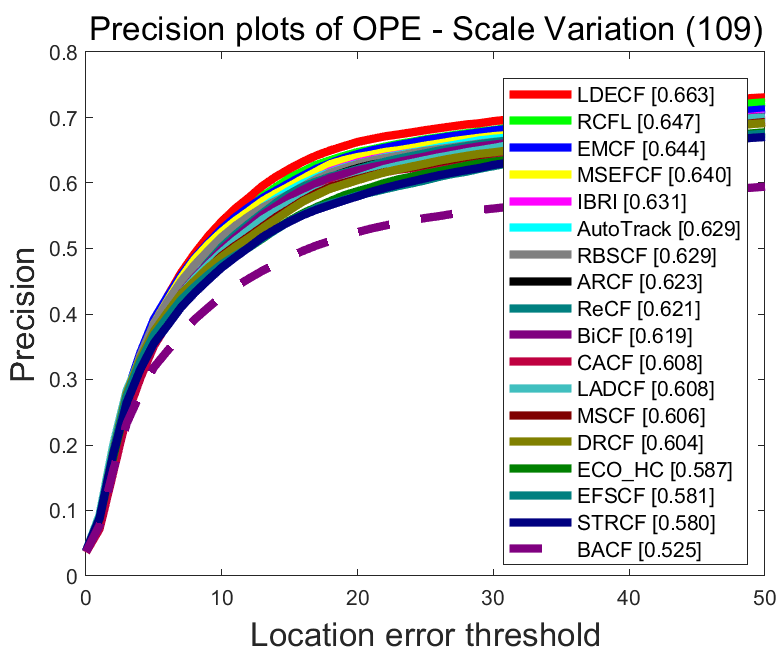 Precision plots of OPE - Scale Variation (109)
0.8
0.7
0.6
0.5
0.4
0.3
0.2
0.1
0
Precision
LDECF [0.663]
RCFL [0.647]
EMCF [0.644]
MSEFCF [0.640]
IBRI [0.631]
AutoTrack [0.629]
RBSCF [0.629]
ARCF [0.623]
ReCF [0.621]
BiCF [0.619]
CACF [0.608]
LADCF [0.608]
MSCF [0.606]
DRCF [0.604]
ECO_HC [0.587]
EFSCF [0.581]
STRCF [0.580]
BACF [0.525]
0 10 20 30 40 50
Location error threshold